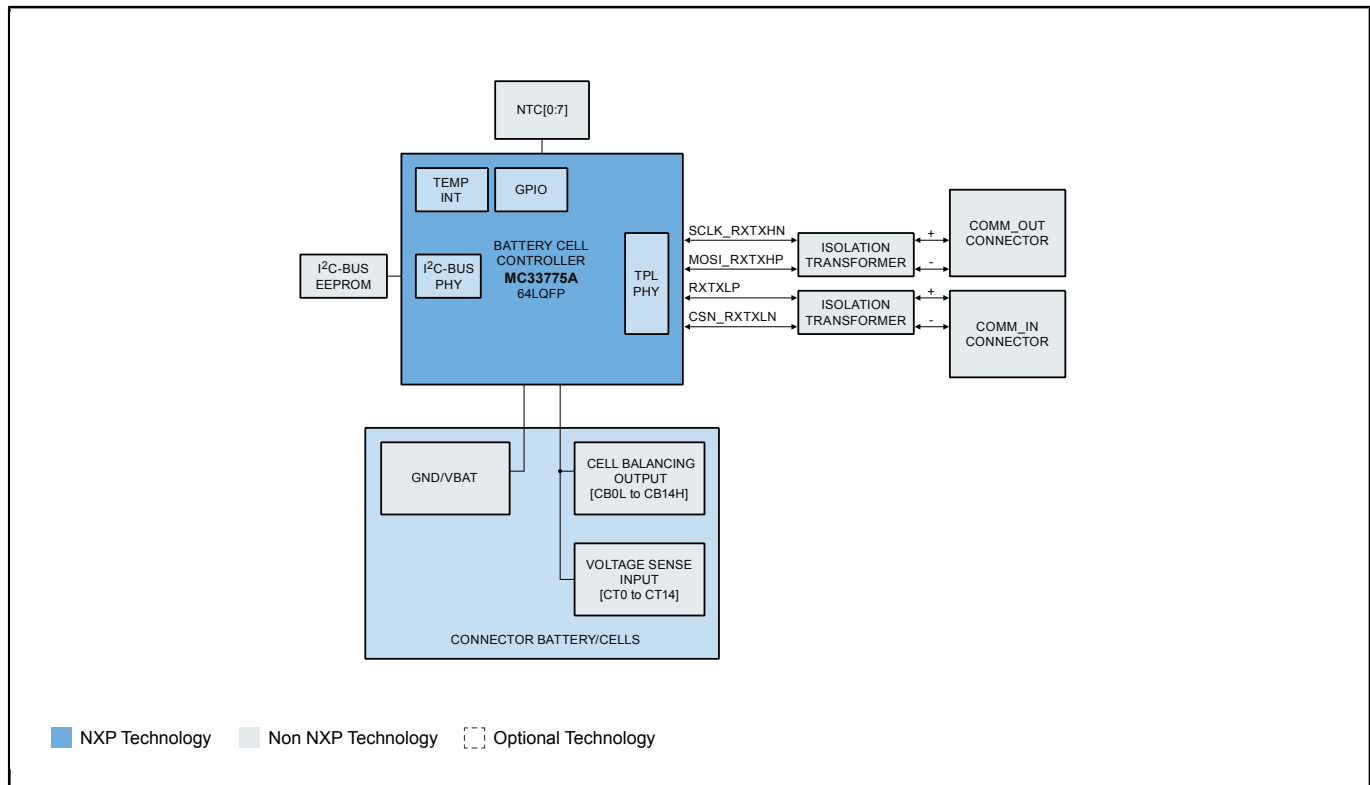 NTC[0:7]
TEMP
INT
GPIO
BATTERY CELL
CONTROLLER
MC33775A
64LQFP
I²C-BUS
EEPROM
I²C-BUS
PHY
TPL
PHY
SCLK_RXTXHN
MOSI_RXTXHP
RXTXLP
CSN_RXTXLN
ISOLATION
TRANSFORMER
ISOLATION
TRANSFORMER
+
-
+
-
COMM_OUT
CONNECTOR
COMM_IN
CONNECTOR
GND/VBAT
CELL BALANCING
OUTPUT
[CB0L to CB14H]
VOLTAGE SENSE
INPUT
[CT0 to CT14]
CONNECTOR BATTERY/CELLS
NXP Technology
Non NXP Technology
Optional Technology